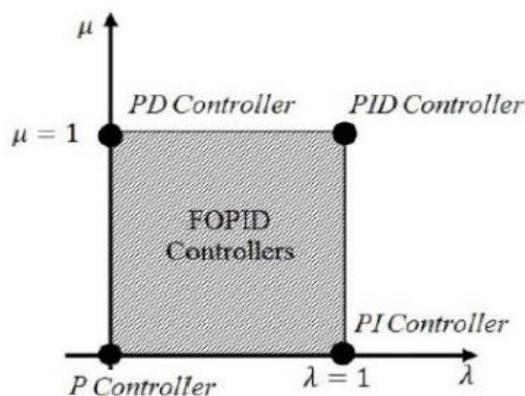 μ
PD Controller
PID Controller
μ = 1
FOPID
Controllers
PI Controller
P Controller
λ = 1
λ